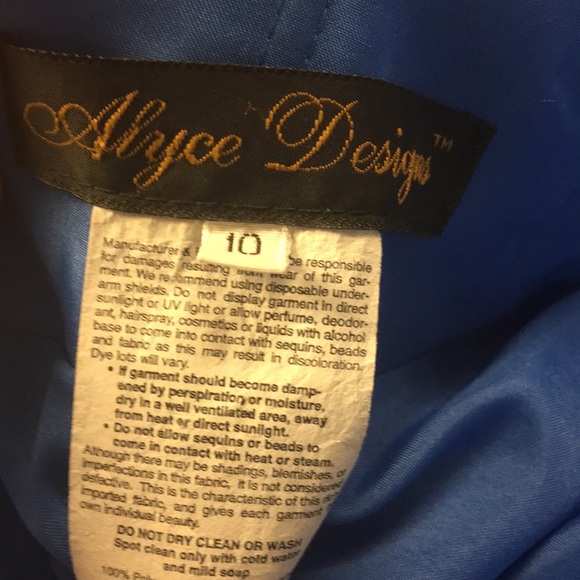 Alyce Designs™
10
Manufacturer & be responsible
for damages resulting from wear of this gar-
ment. We recommend using disposable under-
arm shields. Do not display garment in direct
sunlight or UV light or allow perfume, deodor-
ant, hairspray, cosmetics or liquids with alcohol
base to come into contact with sequins, beads
and fabric as this may result in discoloration.
Dye lots will vary.
• If garment should become damp-
ened by perspiration or moisture,
dry in a well ventilated area, away
from heat or direct sunlight.
• Do not allow sequins or beads to
come in contact with heat or steam.
Although there may be shadings, blemishes, or
imperfections in this fabric, it is not considered
defective. This is the characteristic of this
imported fabric, and gives each garment
own individual beauty.
DO NOT DRY CLEAN OR WASH
Spot clean only with cold water
and mild soap
100%